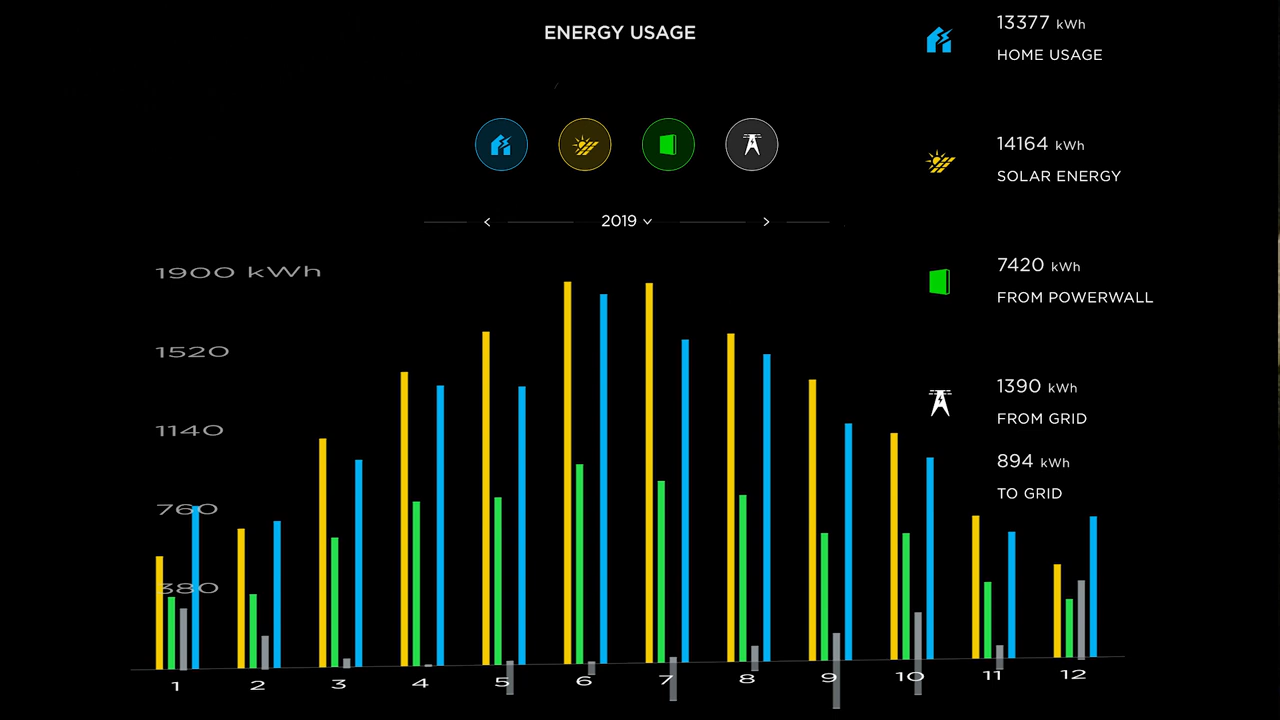 ENERGY USAGE
2019
13377 kWh
HOME USAGE
14164 kWh
SOLAR ENERGY
7420 kWh
FROM POWERWALL
1390 kWh
FROM GRID
894 kWh
TO GRID
1900 kWh
1520
1140
760
380
1 2 3 4 5 6 7 8 9 10 11 12